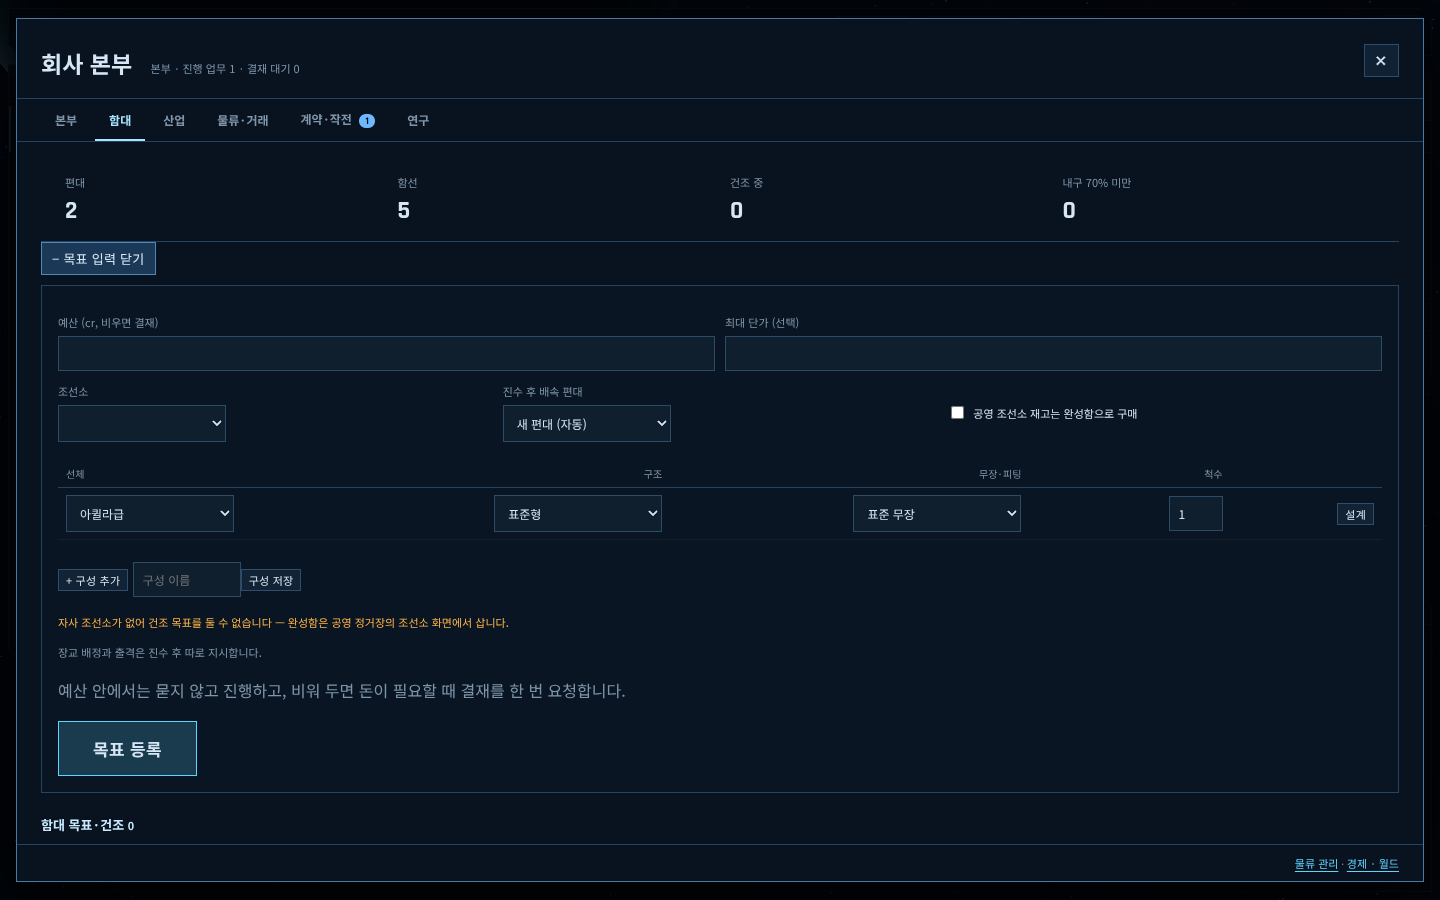 회사 본부
본부 · 진행 업무 1 · 결재 대기 0
×
본부 함대 산업 물류·거래 계약·작전 1 연구
편대 함선 건조 중 내구 70% 미만
2 5 0 0
− 목표 입력 닫기
예산 (cr, 비우면 결재) 최대 단가 (선택)
조선소 진수 후 배속 편대
새 편대 (자동) 공영 조선소 재고는 완성함으로 구매
선체 구조 무장·피팅 척수
아퀼라급 표준형 표준 무장 1 설계
+ 구성 추가 구성 이름 구성 저장
자사 조선소가 없어 건조 목표를 둘 수 없습니다 — 완성함은 공영 정거장의 조선소 화면에서 삽니다.
장교 배정과 출격은 진수 후 따로 지시합니다.
예산 안에서는 묻지 않고 진행하고, 비워 두면 돈이 필요할 때 결재를 한 번 요청합니다.
목표 등록
함대 목표·건조 0
물류 관리 · 경제 · 월드